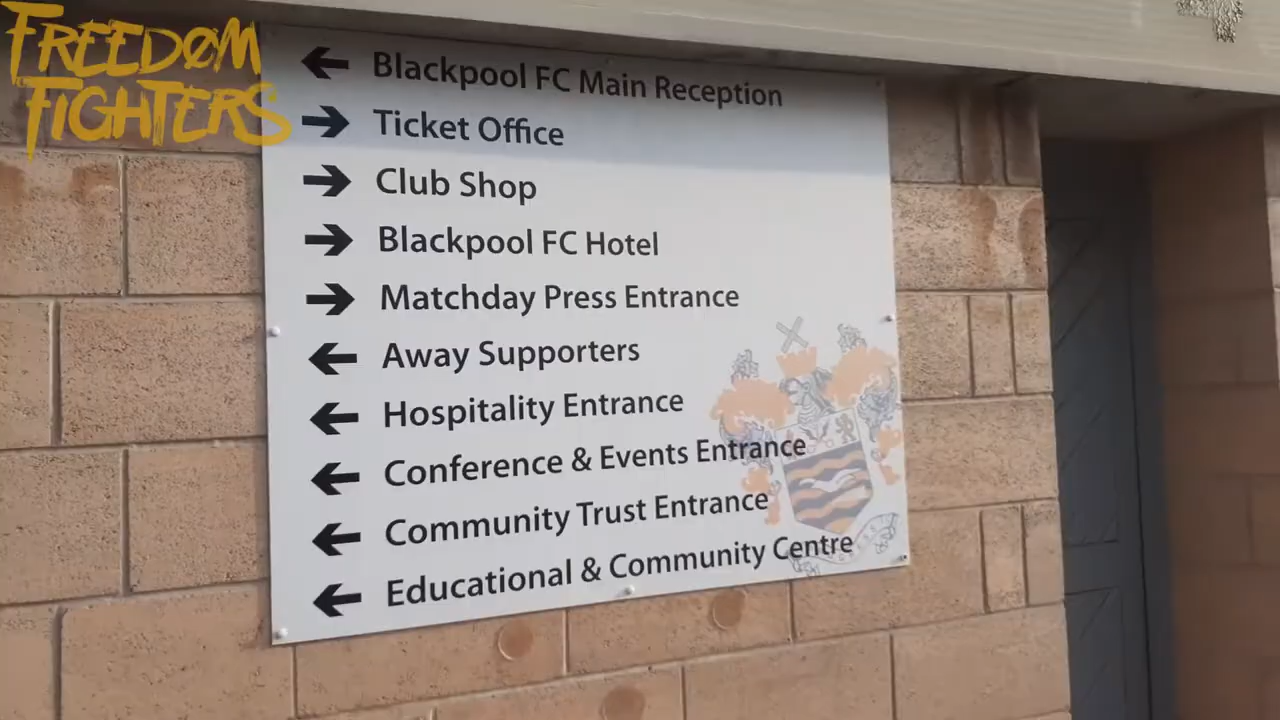 FREEDOM
FIGHTERS
Blackpool FC Main Reception
Ticket Office
Club Shop
Blackpool FC Hotel
Matchday Press Entrance
Away Supporters
Hospitality Entrance
Conference & Events Entrance
Community Trust Entrance
Educational & Community Centre